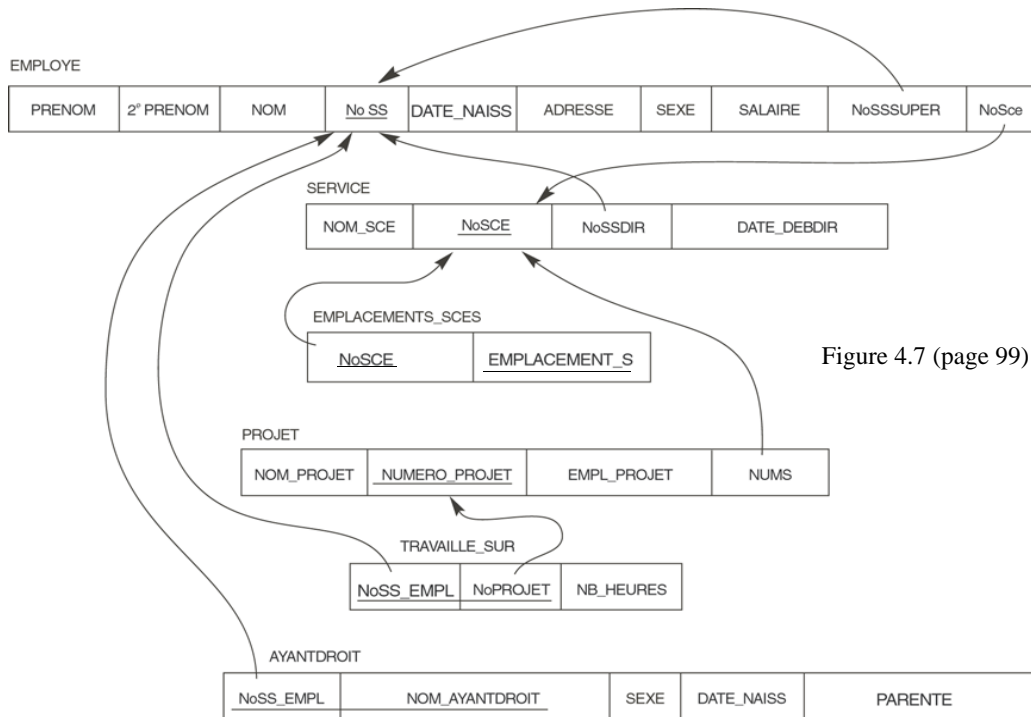 EMPLOYE
PRENOM 2e PRENOM NOM No SS DATE_NAISS ADRESSE SEXE SALAIRE NoSSSUPER NoSce
SERVICE
NOM_SCE NoSCE NoSSDIR DATE_DEBDIR
EMPLACEMENTS_SCES
NoSCE EMPLACEMENT_S
Figure 4.7 (page 99)
PROJET
NOM_PROJET NUMERO_PROJET EMPL_PROJET NUMS
TRAVAILLE_SUR
NoSS_EMPL NoPROJET NB_HEURES
AYANTDROIT
NoSS_EMPL NOM_AYANTDROIT SEXE DATE_NAISS PARENTE